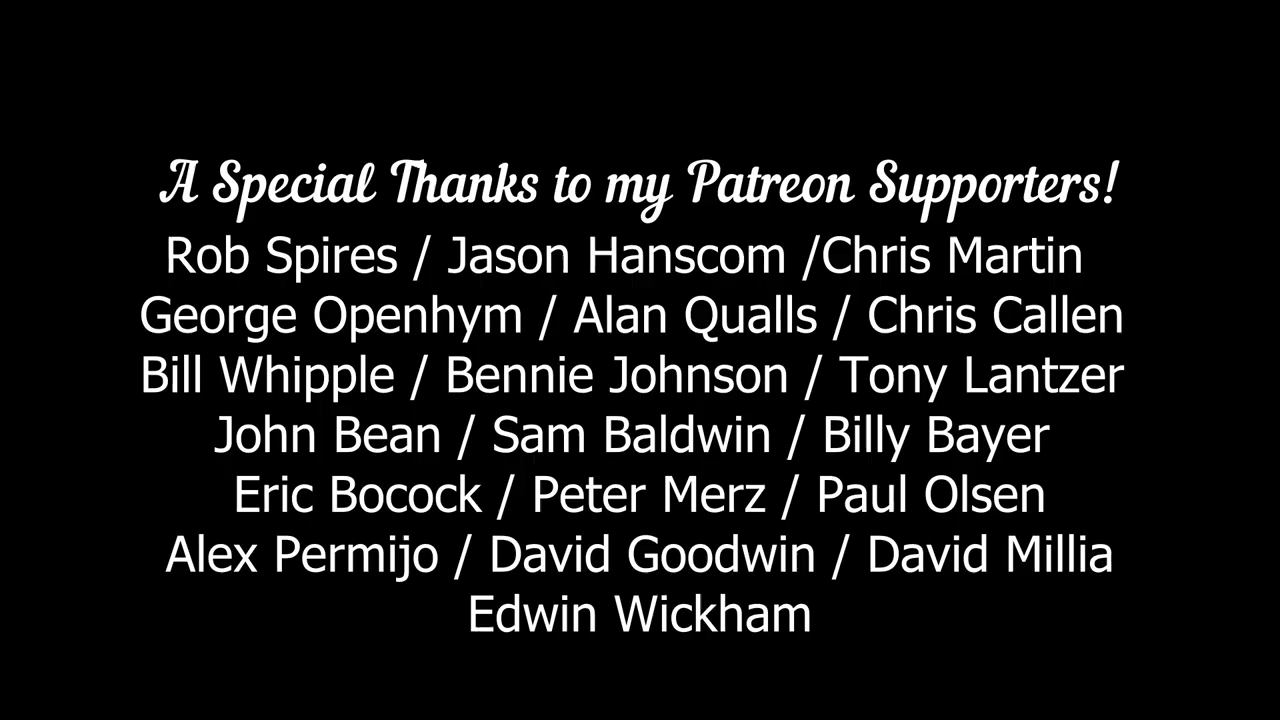 A Special Thanks to my Patreon Supporters!
Rob Spires / Jason Hanscom /Chris Martin
George Openhym / Alan Qualls / Chris Callen
Bill Whipple / Bennie Johnson / Tony Lantzer
John Bean / Sam Baldwin / Billy Bayer
Eric Bocock / Peter Merz / Paul Olsen
Alex Permijo / David Goodwin / David Millia
Edwin Wickham